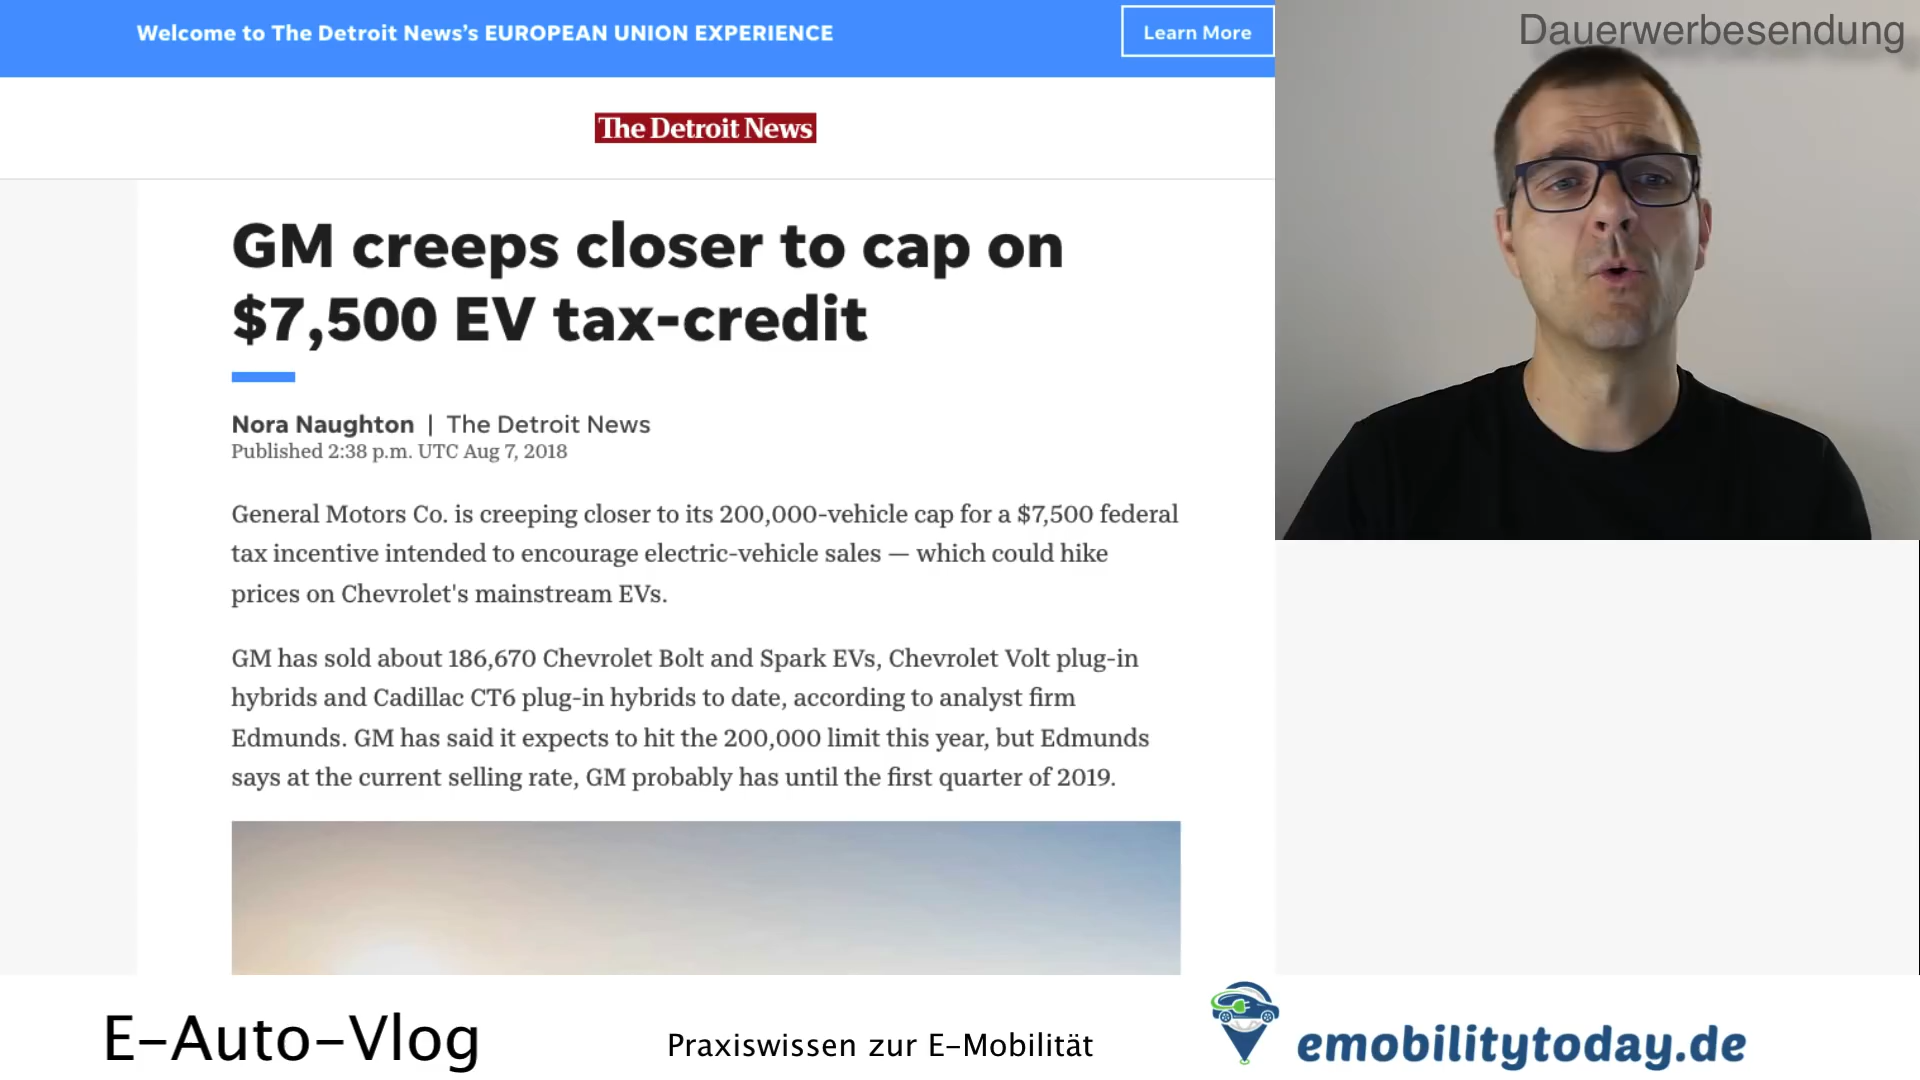 Welcome to The Detroit News's EUROPEAN UNION EXPERIENCE
Learn More
Dauerwerbesendung
The Detroit News
GM creeps closer to cap on
$7,500 EV tax-credit
Nora Naughton | The Detroit News
Published 2:38 p.m. UTC Aug 7, 2018
General Motors Co. is creeping closer to its 200,000-vehicle cap for a $7,500 federal
tax incentive intended to encourage electric-vehicle sales — which could hike
prices on Chevrolet's mainstream EVs.
GM has sold about 186,670 Chevrolet Bolt and Spark EVs, Chevrolet Volt plug-in
hybrids and Cadillac CT6 plug-in hybrids to date, according to analyst firm
Edmunds. GM has said it expects to hit the 200,000 limit this year, but Edmunds
says at the current selling rate, GM probably has until the first quarter of 2019.
E-Auto-Vlog
Praxiswissen zur E-Mobilität
emobilitytoday.de